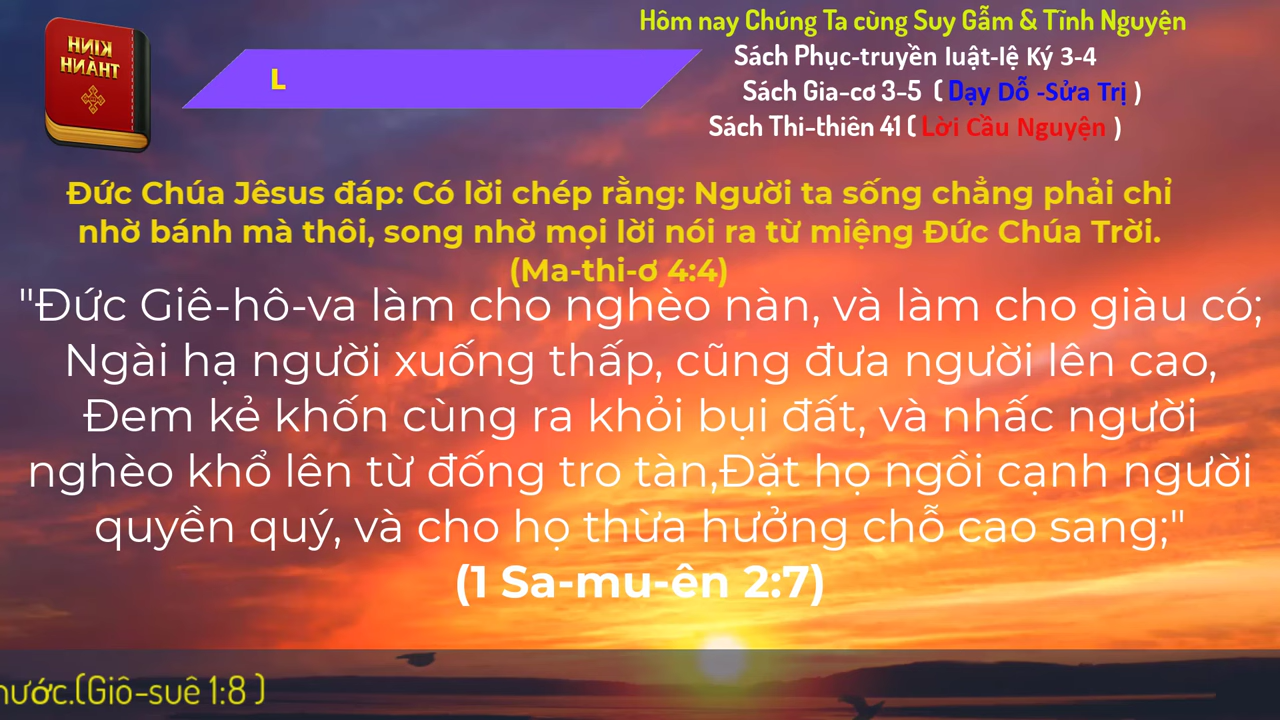 Hôm nay Chúng Ta cùng Suy Gẫm & Tĩnh Nguyện
KINH
THÁNH
Sách Phục-truyền luật-lệ Ký 3-4
L
Sách Gia-cơ 3-5 ( Dạy Dỗ -Sửa Trị )
Sách Thi-thiên 41 ( Lời Cầu Nguyện )
Đức Chúa Jêsus đáp: Có lời chép rằng: Người ta sống chẳng phải chỉ
nhờ bánh mà thôi, song nhờ mọi lời nói ra từ miệng Đức Chúa Trời.
(Ma-thi-ơ 4:4)
"Đức Giê-hô-va làm cho nghèo nàn, và làm cho giàu có;
Ngài hạ người xuống thấp, cũng đưa người lên cao,
Đem kẻ khốn cùng ra khỏi bụi đất, và nhấc người
nghèo khổ lên từ đống tro tàn,Đặt họ ngồi cạnh người
quyền quý, và cho họ thừa hưởng chỗ cao sang;"
(1 Sa-mu-ên 2:7)
nước.(Giô-suê 1:8 )